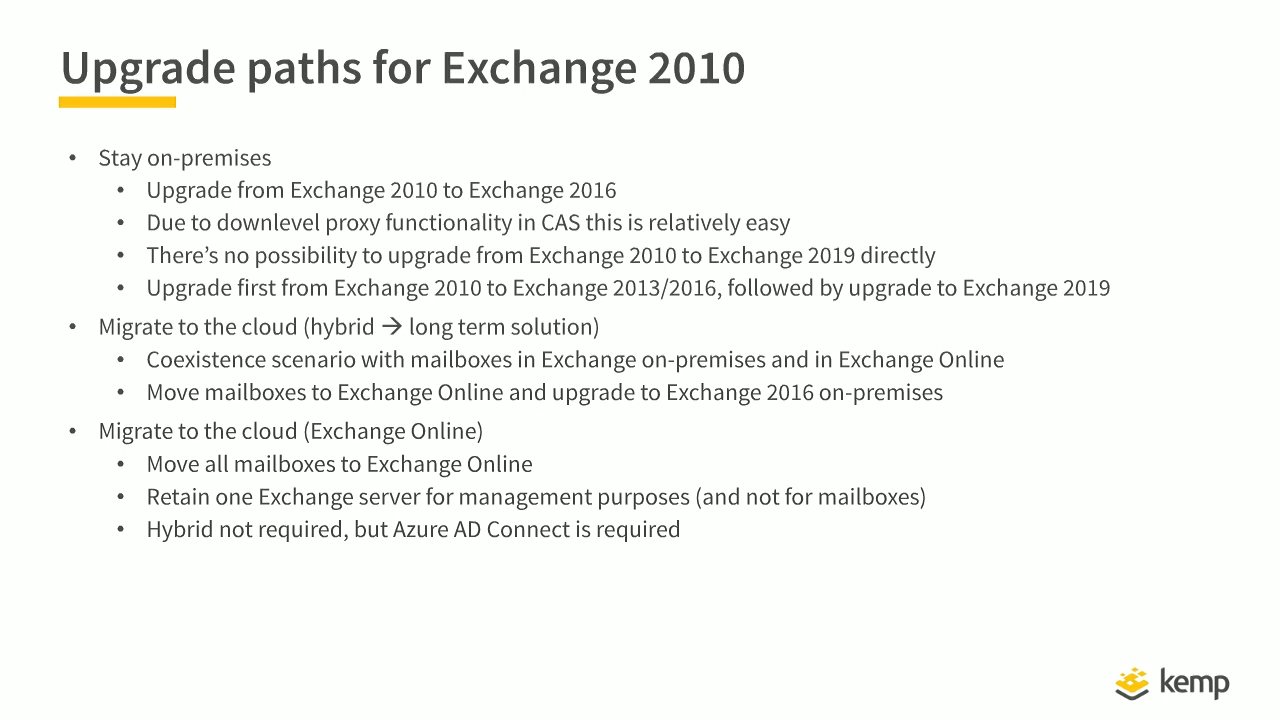 Upgrade paths for Exchange 2010
• Stay on-premises
• Upgrade from Exchange 2010 to Exchange 2016
• Due to downlevel proxy functionality in CAS this is relatively easy
• There's no possibility to upgrade from Exchange 2010 to Exchange 2019 directly
• Upgrade first from Exchange 2010 to Exchange 2013/2016, followed by upgrade to Exchange 2019
• Migrate to the cloud (hybrid → long term solution)
• Coexistence scenario with mailboxes in Exchange on-premises and in Exchange Online
• Move mailboxes to Exchange Online and upgrade to Exchange 2016 on-premises
• Migrate to the cloud (Exchange Online)
• Move all mailboxes to Exchange Online
• Retain one Exchange server for management purposes (and not for mailboxes)
• Hybrid not required, but Azure AD Connect is required
kemp